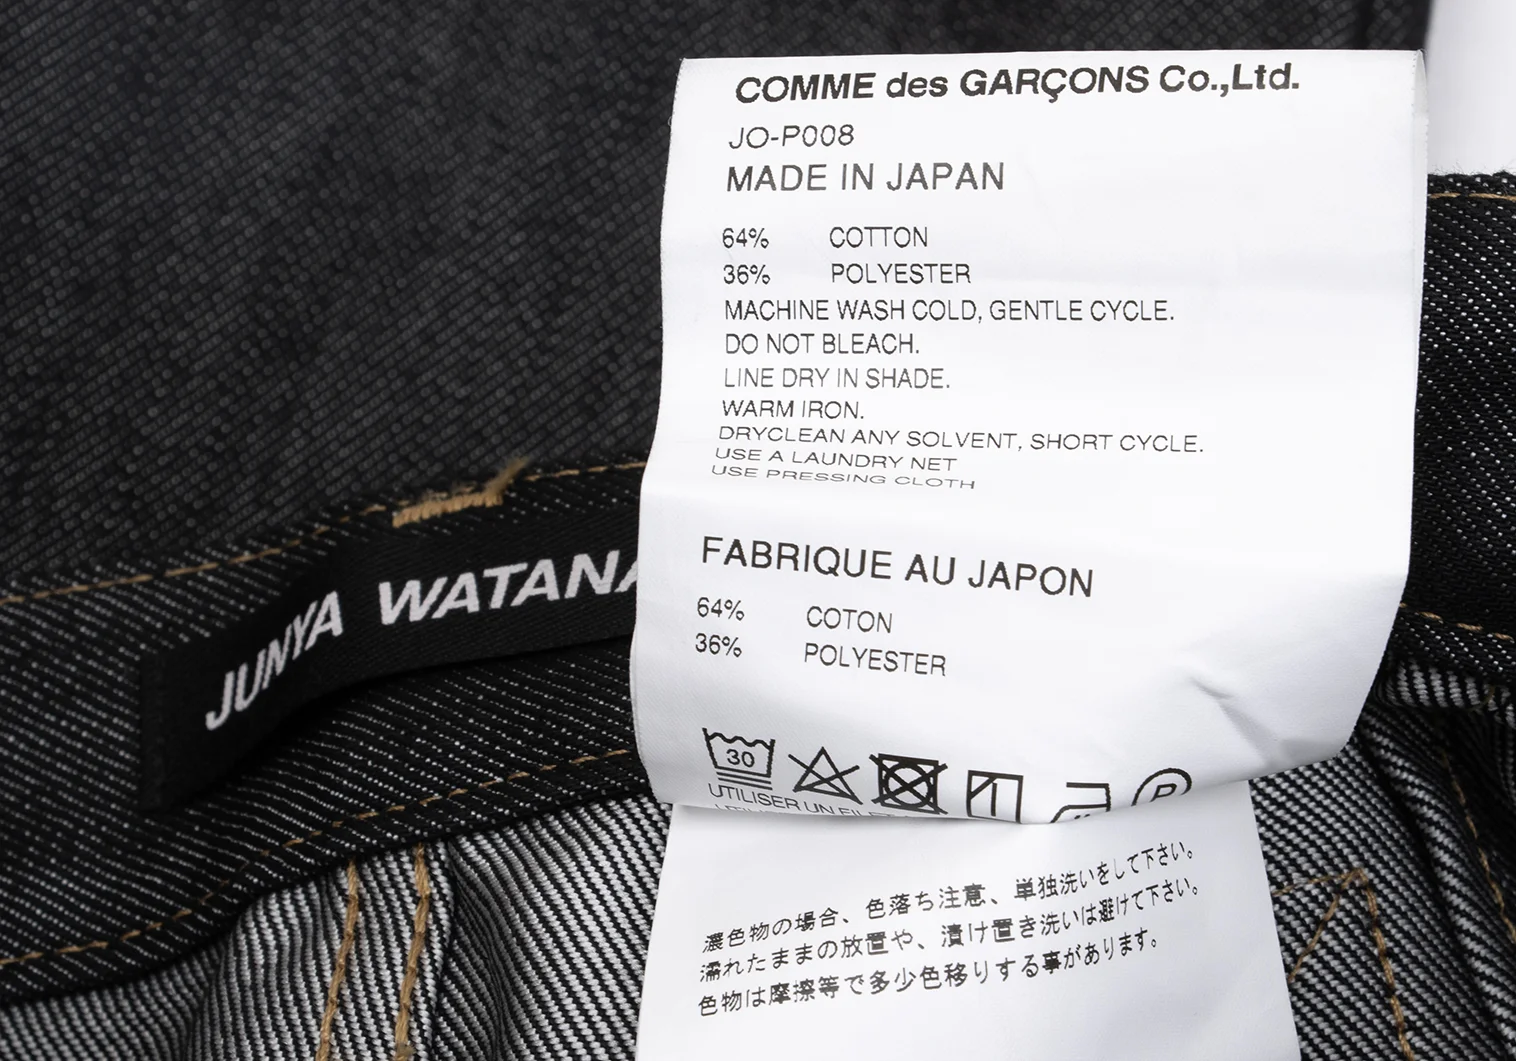 COMME des GARÇONS Co.,Ltd.
JO-P008
MADE IN JAPAN
64% COTTON
36% POLYESTER
MACHINE WASH COLD, GENTLE CYCLE.
DO NOT BLEACH.
LINE DRY IN SHADE.
WARM IRON.
DRYCLEAN ANY SOLVENT, SHORT CYCLE.
USE A LAUNDRY NET
USE PRESSING CLOTH
FABRIQUE AU JAPON
64% COTON
36% POLYESTER
30
P
UTILISER UN
JUNYA WATANA
濃色物の場合、色落ち注意、単独洗いをして下さい。
濡れたままの放置や、漬け置き洗いは避けて下さい。
色物は摩擦等で多少色移りする事があります。